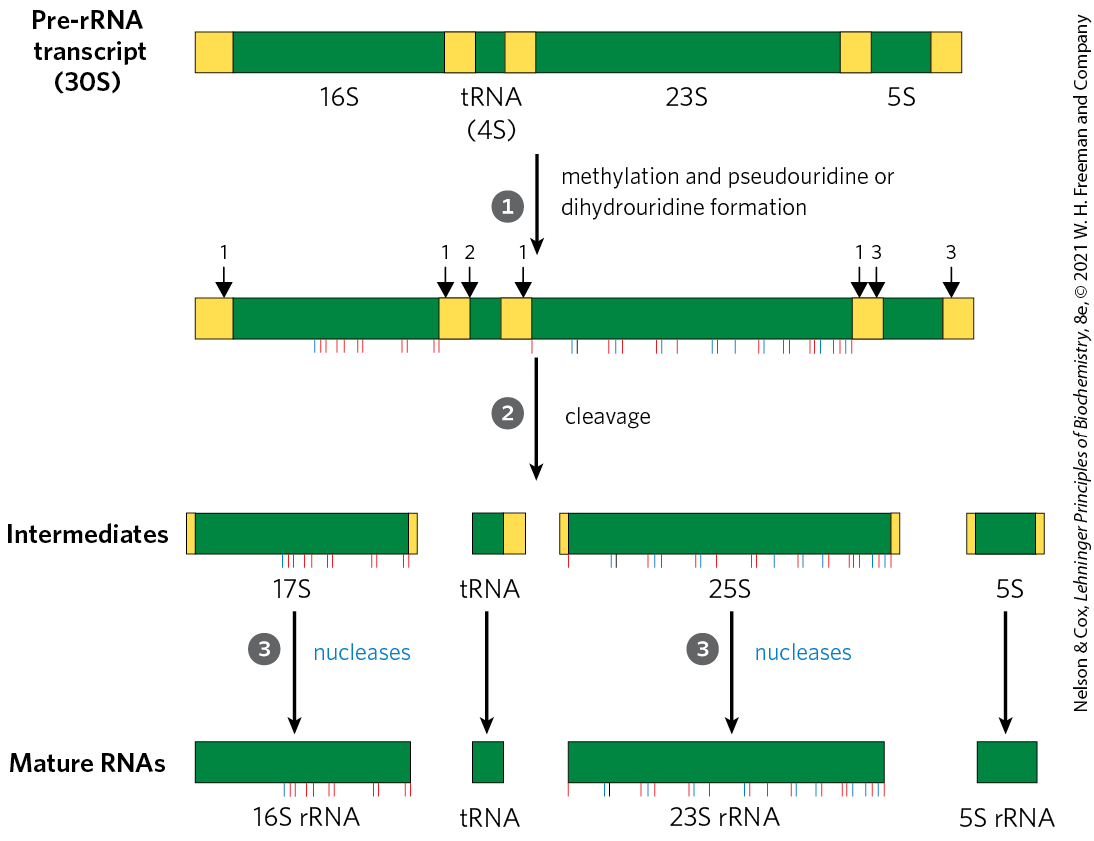 Pre-rRNA
transcript
(30S)
16S
tRNA
(4S)
23S
5S
1
methylation and pseudouridine or
dihydrouridine formation
1 1 2 1 1 3 3
2
cleavage
Intermediates
17S
tRNA
25S
5S
3
nucleases
3
nucleases
Mature RNAs
16S rRNA
tRNA
23S rRNA
5S rRNA
Nelson & Cox, Lehninger Principles of Biochemistry, 8e, © 2021 W. H. Freeman and Company